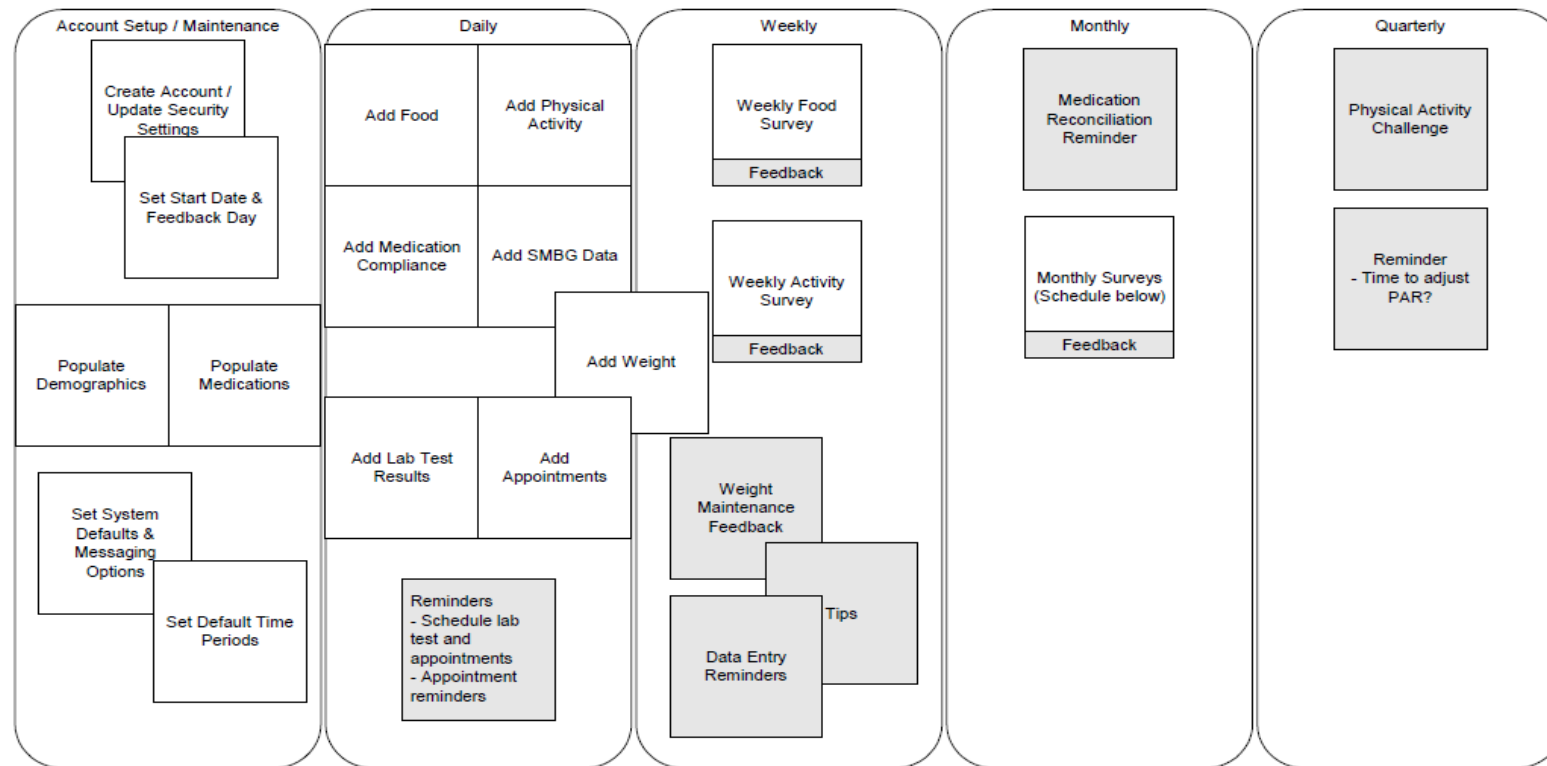 Account Setup / Maintenance
Create Account /
Update Security
Settings
Set Start Date &
Feedback Day
Populate
Demographics
Populate
Medications
Set System
Defaults &
Messaging
Options
Set Default Time
Periods
Daily
Add Food
Add Physical
Activity
Add Medication
Compliance
Add SMBG Data
Add Weight
Add Lab Test
Results
Add
Appointments
Reminders
- Schedule lab
test and
appointments
- Appointment
reminders
Weekly
Weekly Food
Survey
Feedback
Weekly Activity
Survey
Feedback
Weight
Maintenance
Feedback
Tips
Data Entry
Reminders
Monthly
Medication
Reconciliation
Reminder
Monthly Surveys
(Schedule below)
Feedback
Quarterly
Physical Activity
Challenge
Reminder
- Time to adjust
PAR?